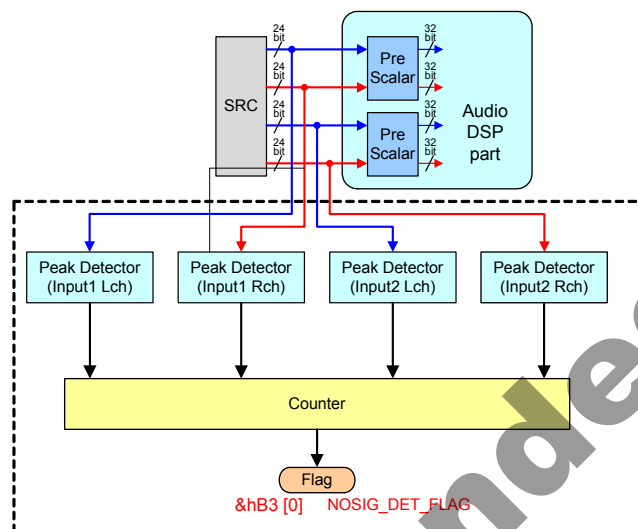 24
bit
24
bit
24
bit
24
bit
SRC
Pre
Scalar
Pre
Scalar
32
bit
32
bit
32
bit
32
bit
Audio
DSP
part
Peak Detector
(Input1 Lch)
Peak Detector
(Input1 Rch)
Peak Detector
(Input2 Lch)
Peak Detector
(Input2 Rch)
Counter
Flag
&hB3 [0] NOSIG_DET_FLAG